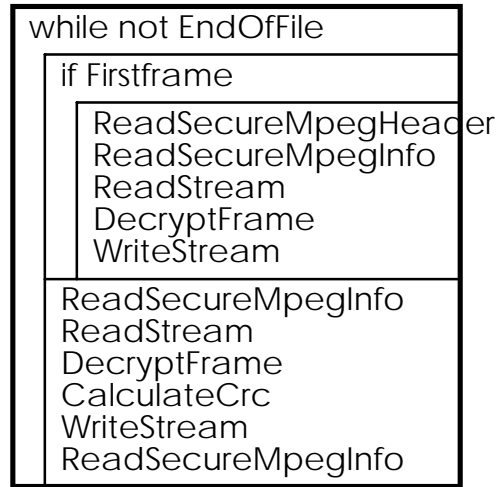 while not EndOfFile
if Firstframe
ReadSecureMpegHeader
ReadSecureMpegInfo
ReadStream
DecryptFrame
WriteStream
ReadSecureMpegInfo
ReadStream
DecryptFrame
CalculateCrc
WriteStream
ReadSecureMpegInfo